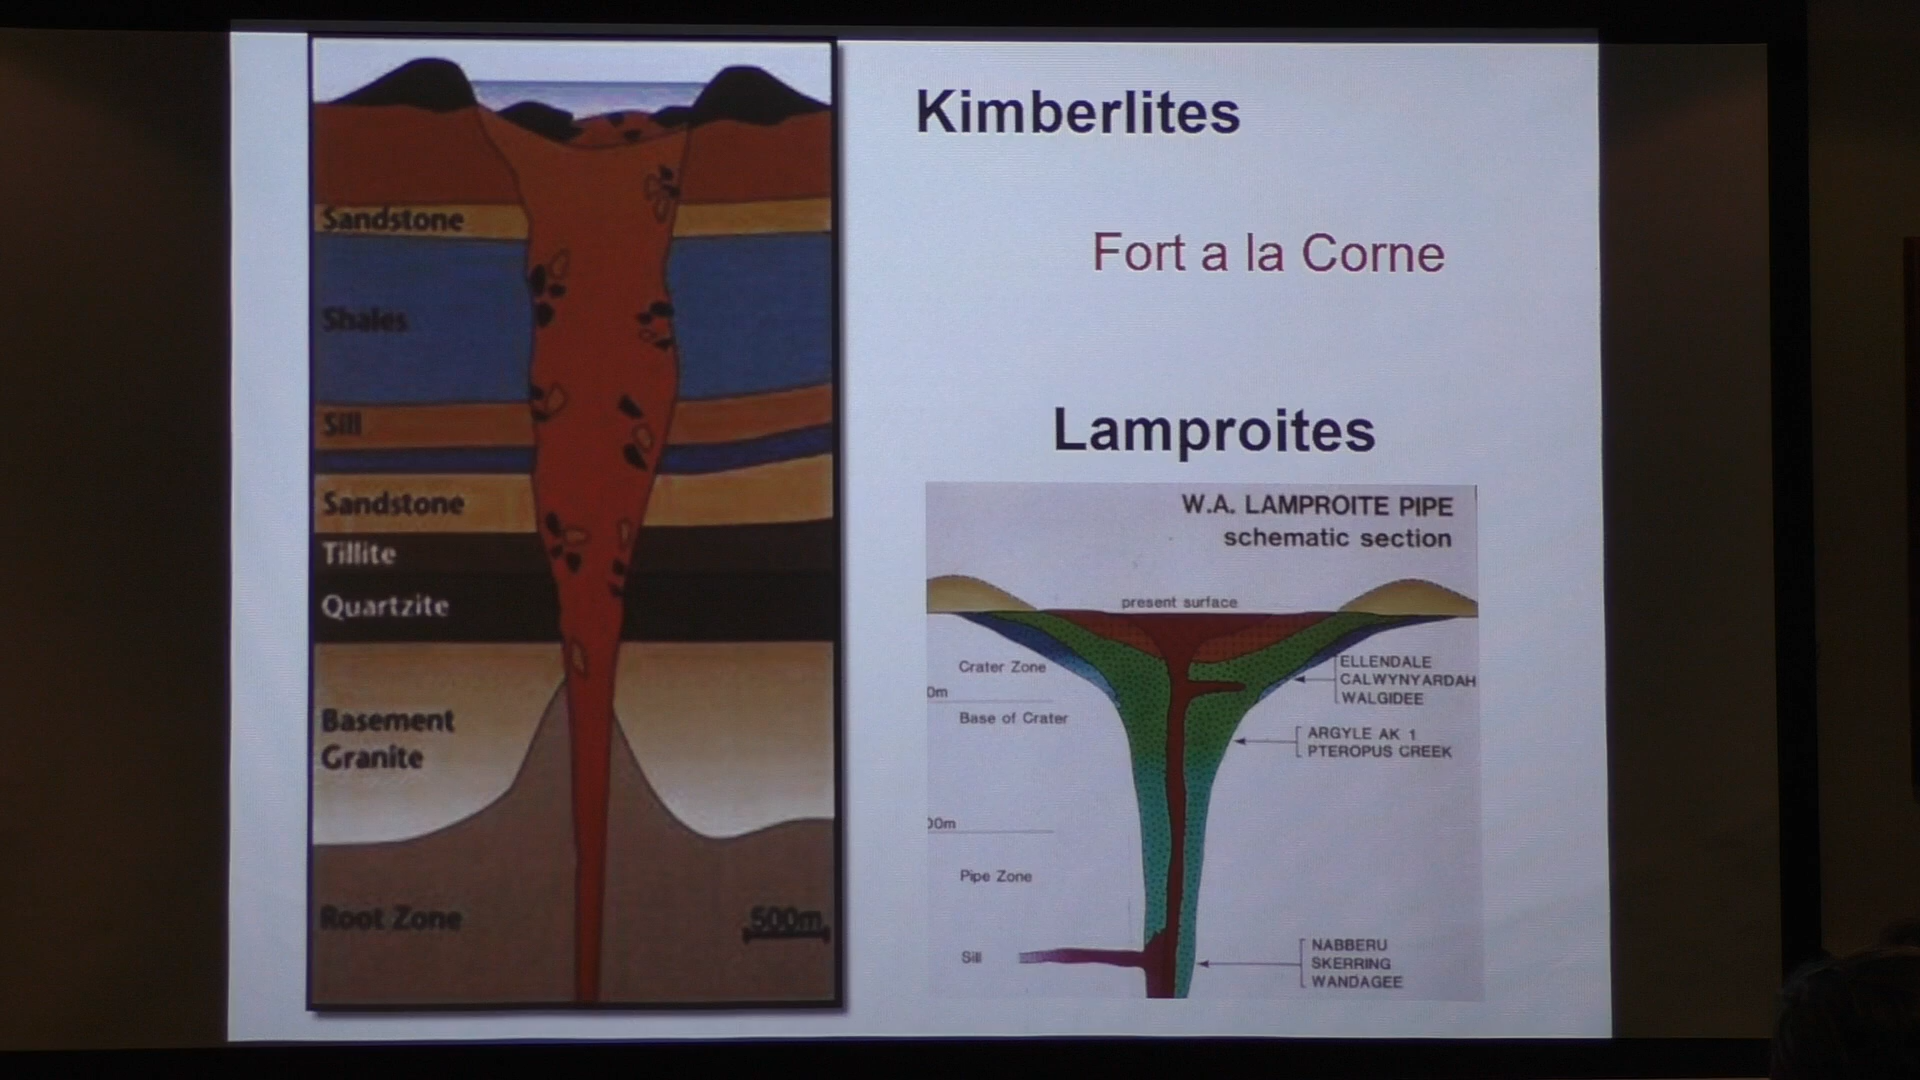 Kimberlites
Fort a la Corne
Sandstone
Shales
Sill
Sandstone
Tillite
Quartzite
Basement
Granite
Root Zone
500m
Lamproites
W.A. LAMPROITE PIPE
schematic section
present surface
Crater Zone
0m
Base of Crater
00m
Pipe Zone
Sill
ELLENDALE
CALWYNYARDAH
WALGIDEE
ARGYLE AK 1
PTEROPUS CREEK
NABBERU
SKERRING
WANDAGEE